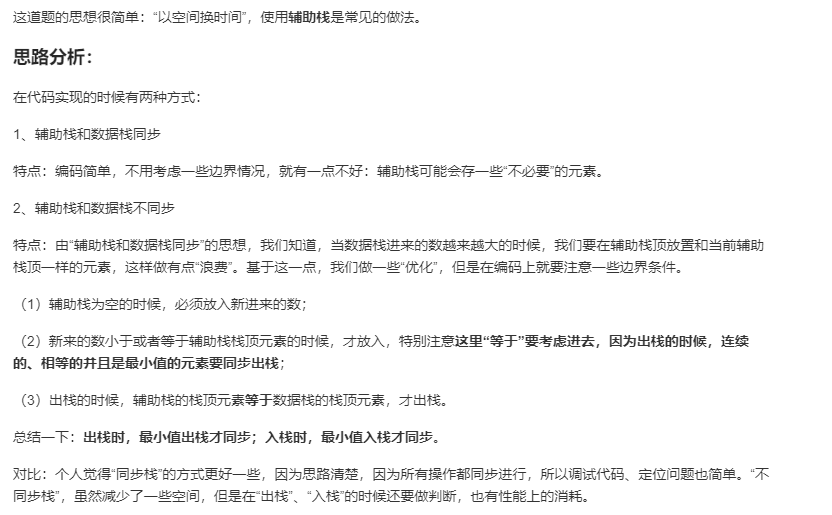 这道题的思想很简单：“以空间换时间”，使用辅助栈是常见的做法。
思路分析：
在代码实现的时候有两种方式：
1、辅助栈和数据栈同步
特点：编码简单，不用考虑一些边界情况，就有一点不好：辅助栈可能会存一些“不必要”的元素。
2、辅助栈和数据栈不同步
特点：由“辅助栈和数据栈同步”的思想，我们知道，当数据栈进来的数越来越大的时候，我们要在辅助栈顶放置和当前辅助
栈顶一样的元素，这样做有点“浪费”。基于这一点，我们做一些“优化”，但是在编码上就要注意一些边界条件。
（1）辅助栈为空的时候，必须放入新进来的数；
（2）新来的数小于或者等于辅助栈栈顶元素的时候，才放入，特别注意这里“等于”要考虑进去，因为出栈的时候，连续
的、相等的并且是最小值的元素要同步出栈；
（3）出栈的时候，辅助栈的栈顶元素等于数据栈的栈顶元素，才出栈。
总结一下：出栈时，最小值出栈才同步；入栈时，最小值入栈才同步。
对比：个人觉得“同步栈”的方式更好一些，因为思路清楚，因为所有操作都同步进行，所以调试代码、定位问题也简单。“不
同步栈”，虽然减少了一些空间，但是在“出栈”、“入栈”的时候还要做判断，也有性能上的消耗。